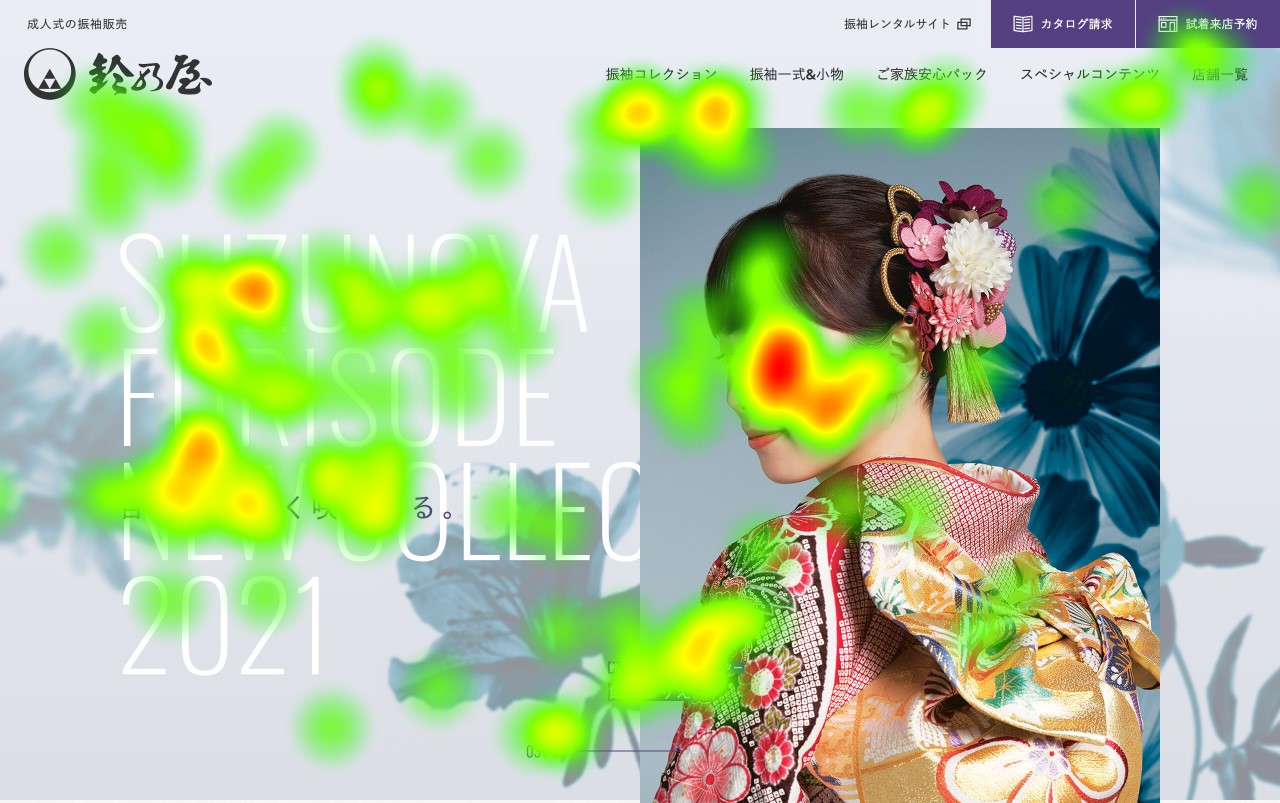 成人式の振袖販売
振袖レンタルサイト
カタログ請求
試着来店予約
鈴乃屋
振袖コレクション
振袖一式&小物
ご家族安心パック
スペシャルコンテンツ
店舗一覧
SUZUNOYA
FURISODE
NEW COLLEC
く咲
る。
2021
03